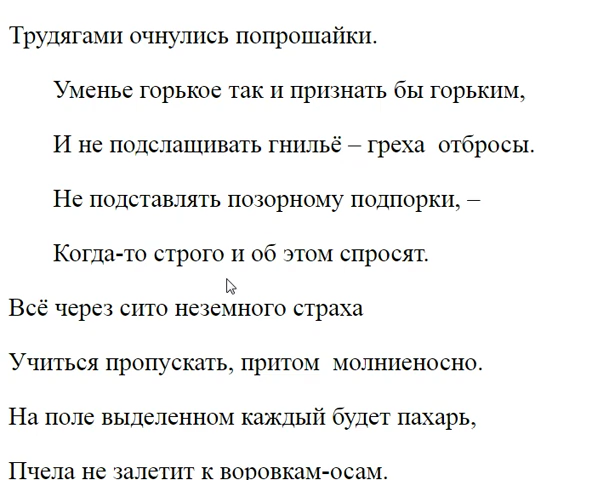 Трудягами очнулись попрошайки.
Уменье горькое так и признать бы горьким,
И не подслащивать гнильё – греха  отбросы.
Не подставлять позорному подпорки, –
Когда-то строго и об этом спросят.
Всё через сито неземного страха
Учиться пропускать, притом  молниеносно.
На поле выделенном каждый будет пахарь,
Пчела не залетит к воровкам-осам.